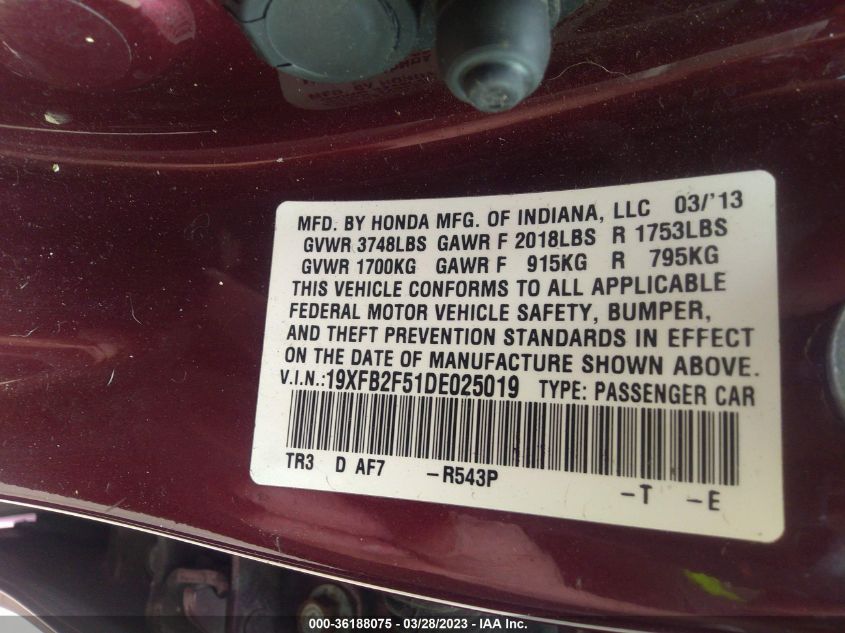 MFD. BY HONDA MFG. OF INDIANA, LLC 03/'13
GVWR 3748LBS GAWR F 2018LBS R 1753LBS
GVWR 1700KG GAWR F 915KG R 795KG
THIS VEHICLE CONFORMS TO ALL APPLICABLE
FEDERAL MOTOR VEHICLE SAFETY, BUMPER,
AND THEFT PREVENTION STANDARDS IN EFFECT
ON THE DATE OF MANUFACTURE SHOWN ABOVE.
V.I.N.:19XFB2F51DE025019 TYPE: PASSENGER CAR
TR3 D AF7 -R543P
-T -E
000-36188075 - 03/28/2023 - IAA Inc.